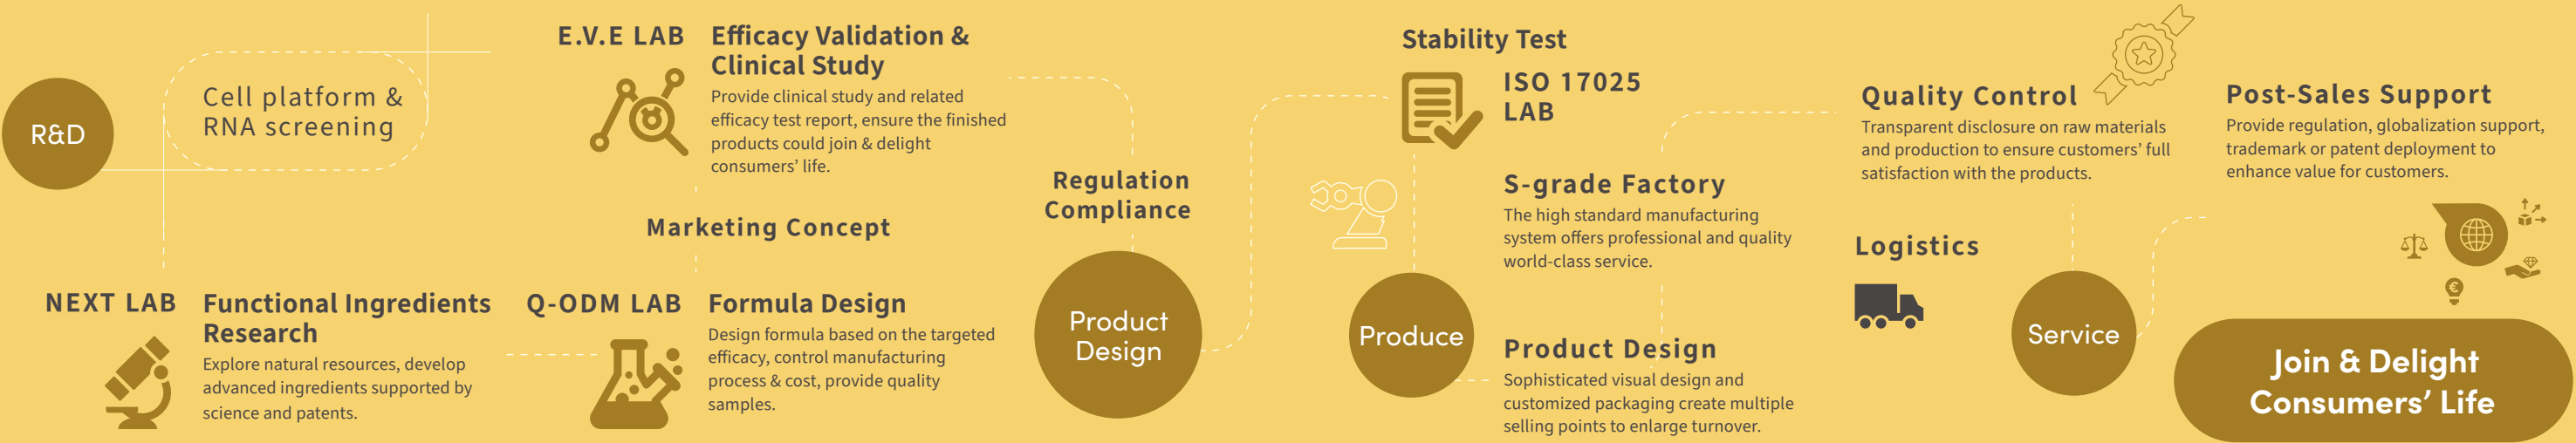 R&D
Cell platform &
RNA screening
NEXT LAB
Functional Ingredients
Research
Explore natural resources, develop
advanced ingredients supported by
science and patents.
E.V.E LAB
Efficacy Validation &
Clinical Study
Provide clinical study and related
efficacy test report, ensure the finished
products could join & delight
consumers’ life.
Marketing Concept
Q-ODM LAB
Formula Design
Design formula based on the targeted
efficacy, control manufacturing
process & cost, provide quality
samples.
Regulation
Compliance
Product
Design
Stability Test
ISO 17025
LAB
S-grade Factory
The high standard manufacturing
system offers professional and quality
world-class service.
Produce
Product Design
Sophisticated visual design and
customized packaging create multiple
selling points to enlarge turnover.
Quality Control
Transparent disclosure on raw materials
and production to ensure customers’ full
satisfaction with the products.
Logistics
Service
Post-Sales Support
Provide regulation, globalization support,
trademark or patent deployment to
enhance value for customers.
€
Join & Delight
Consumers’ Life